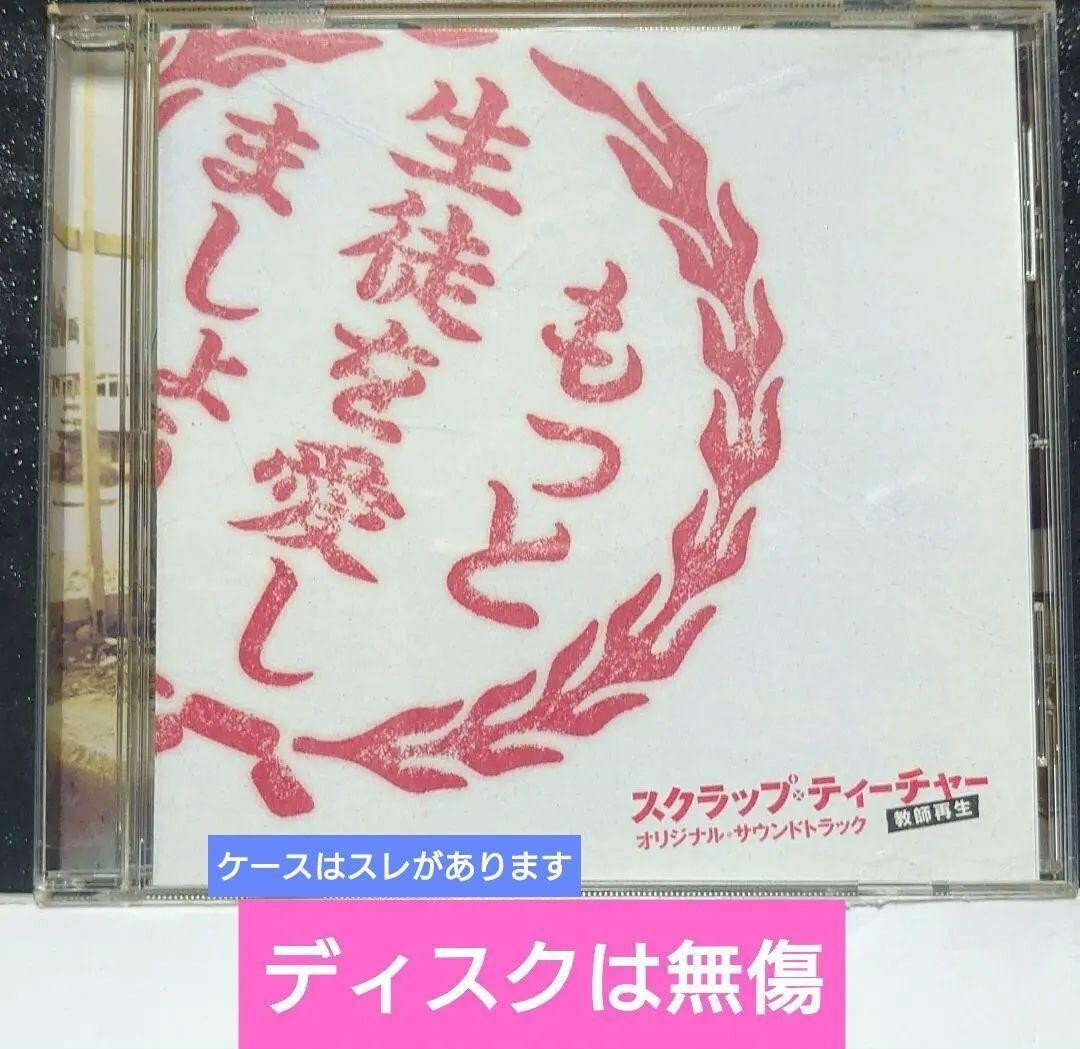 もっと
生徒を愛し
ましょう
スクラップ・ティーチャー
教師再生
オリジナル・サウンドトラック
ケースはスレがあります
ディスクは無傷